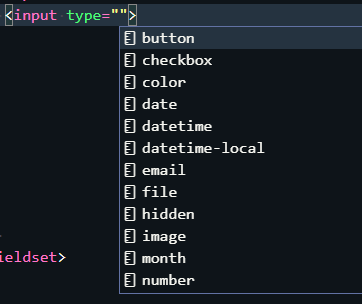 <input type="">
button
checkbox
color
date
datetime
datetime-local
email
file
hidden
image
month
number
ieldset>